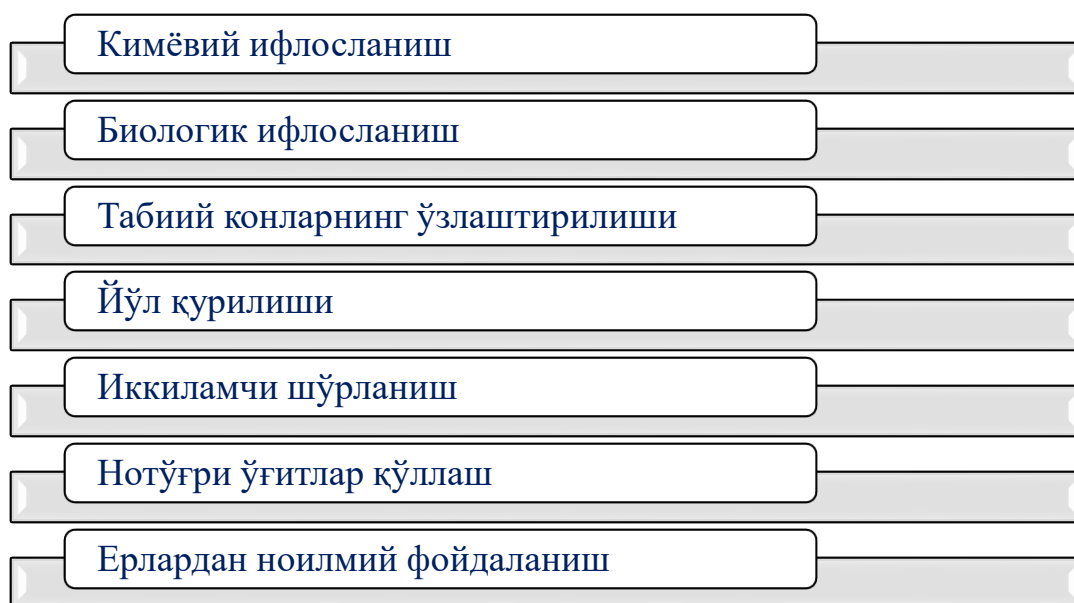 Кимёвий ифлосланиш
Биологик ифлосланиш
Табиий конларнинг ўзлаштирилиши
Йўл қурилиши
Иккиламчи шўрланиш
Нотўғри ўғитлар қўллаш
Ерлардан ноилмий фойдаланиш